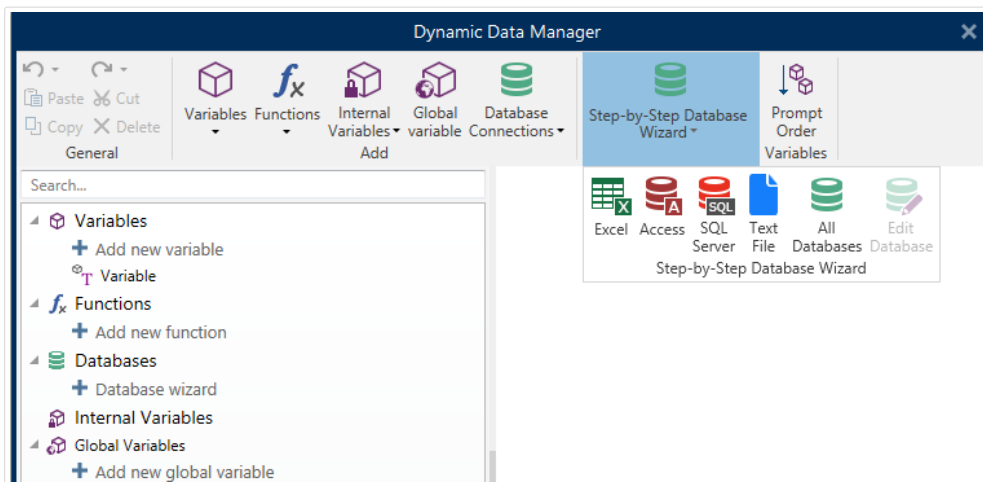 Dynamic Data Manager
Paste Cut
Copy Delete
General
Variables
Functions
Internal
Variables
Global
variable
Database
Connections
Add
Step-by-Step Database
Wizard
Prompt
Order
Variables
Search...
Variables
Add new variable
T Variable
fx Functions
Add new function
Databases
Database wizard
Internal Variables
Global Variables
Add new global variable
Excel
Access
SQL
SQL
Server
Text
File
All
Databases
Edit
Database
Step-by-Step Database Wizard